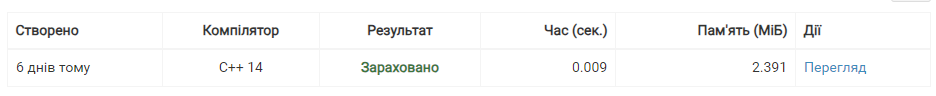 Створено Компілятор Результат Час (сек.) Пам'ять (МіБ) Дії
6 днів тому C++ 14 Зараховано 0.009 2.391 Перегляд